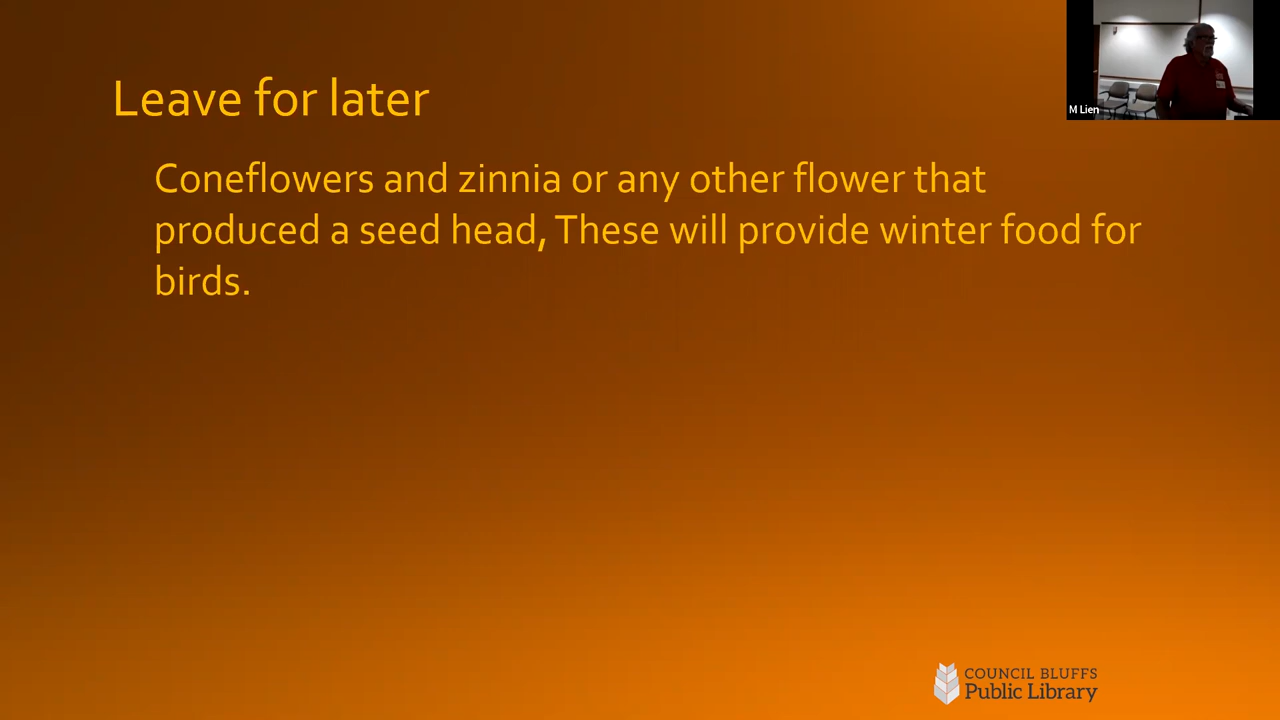 Leave for later
M Lien
Coneflowers and zinnia or any other flower that
produced a seed head, These will provide winter food for
birds.
COUNCIL BLUFFS
Public Library